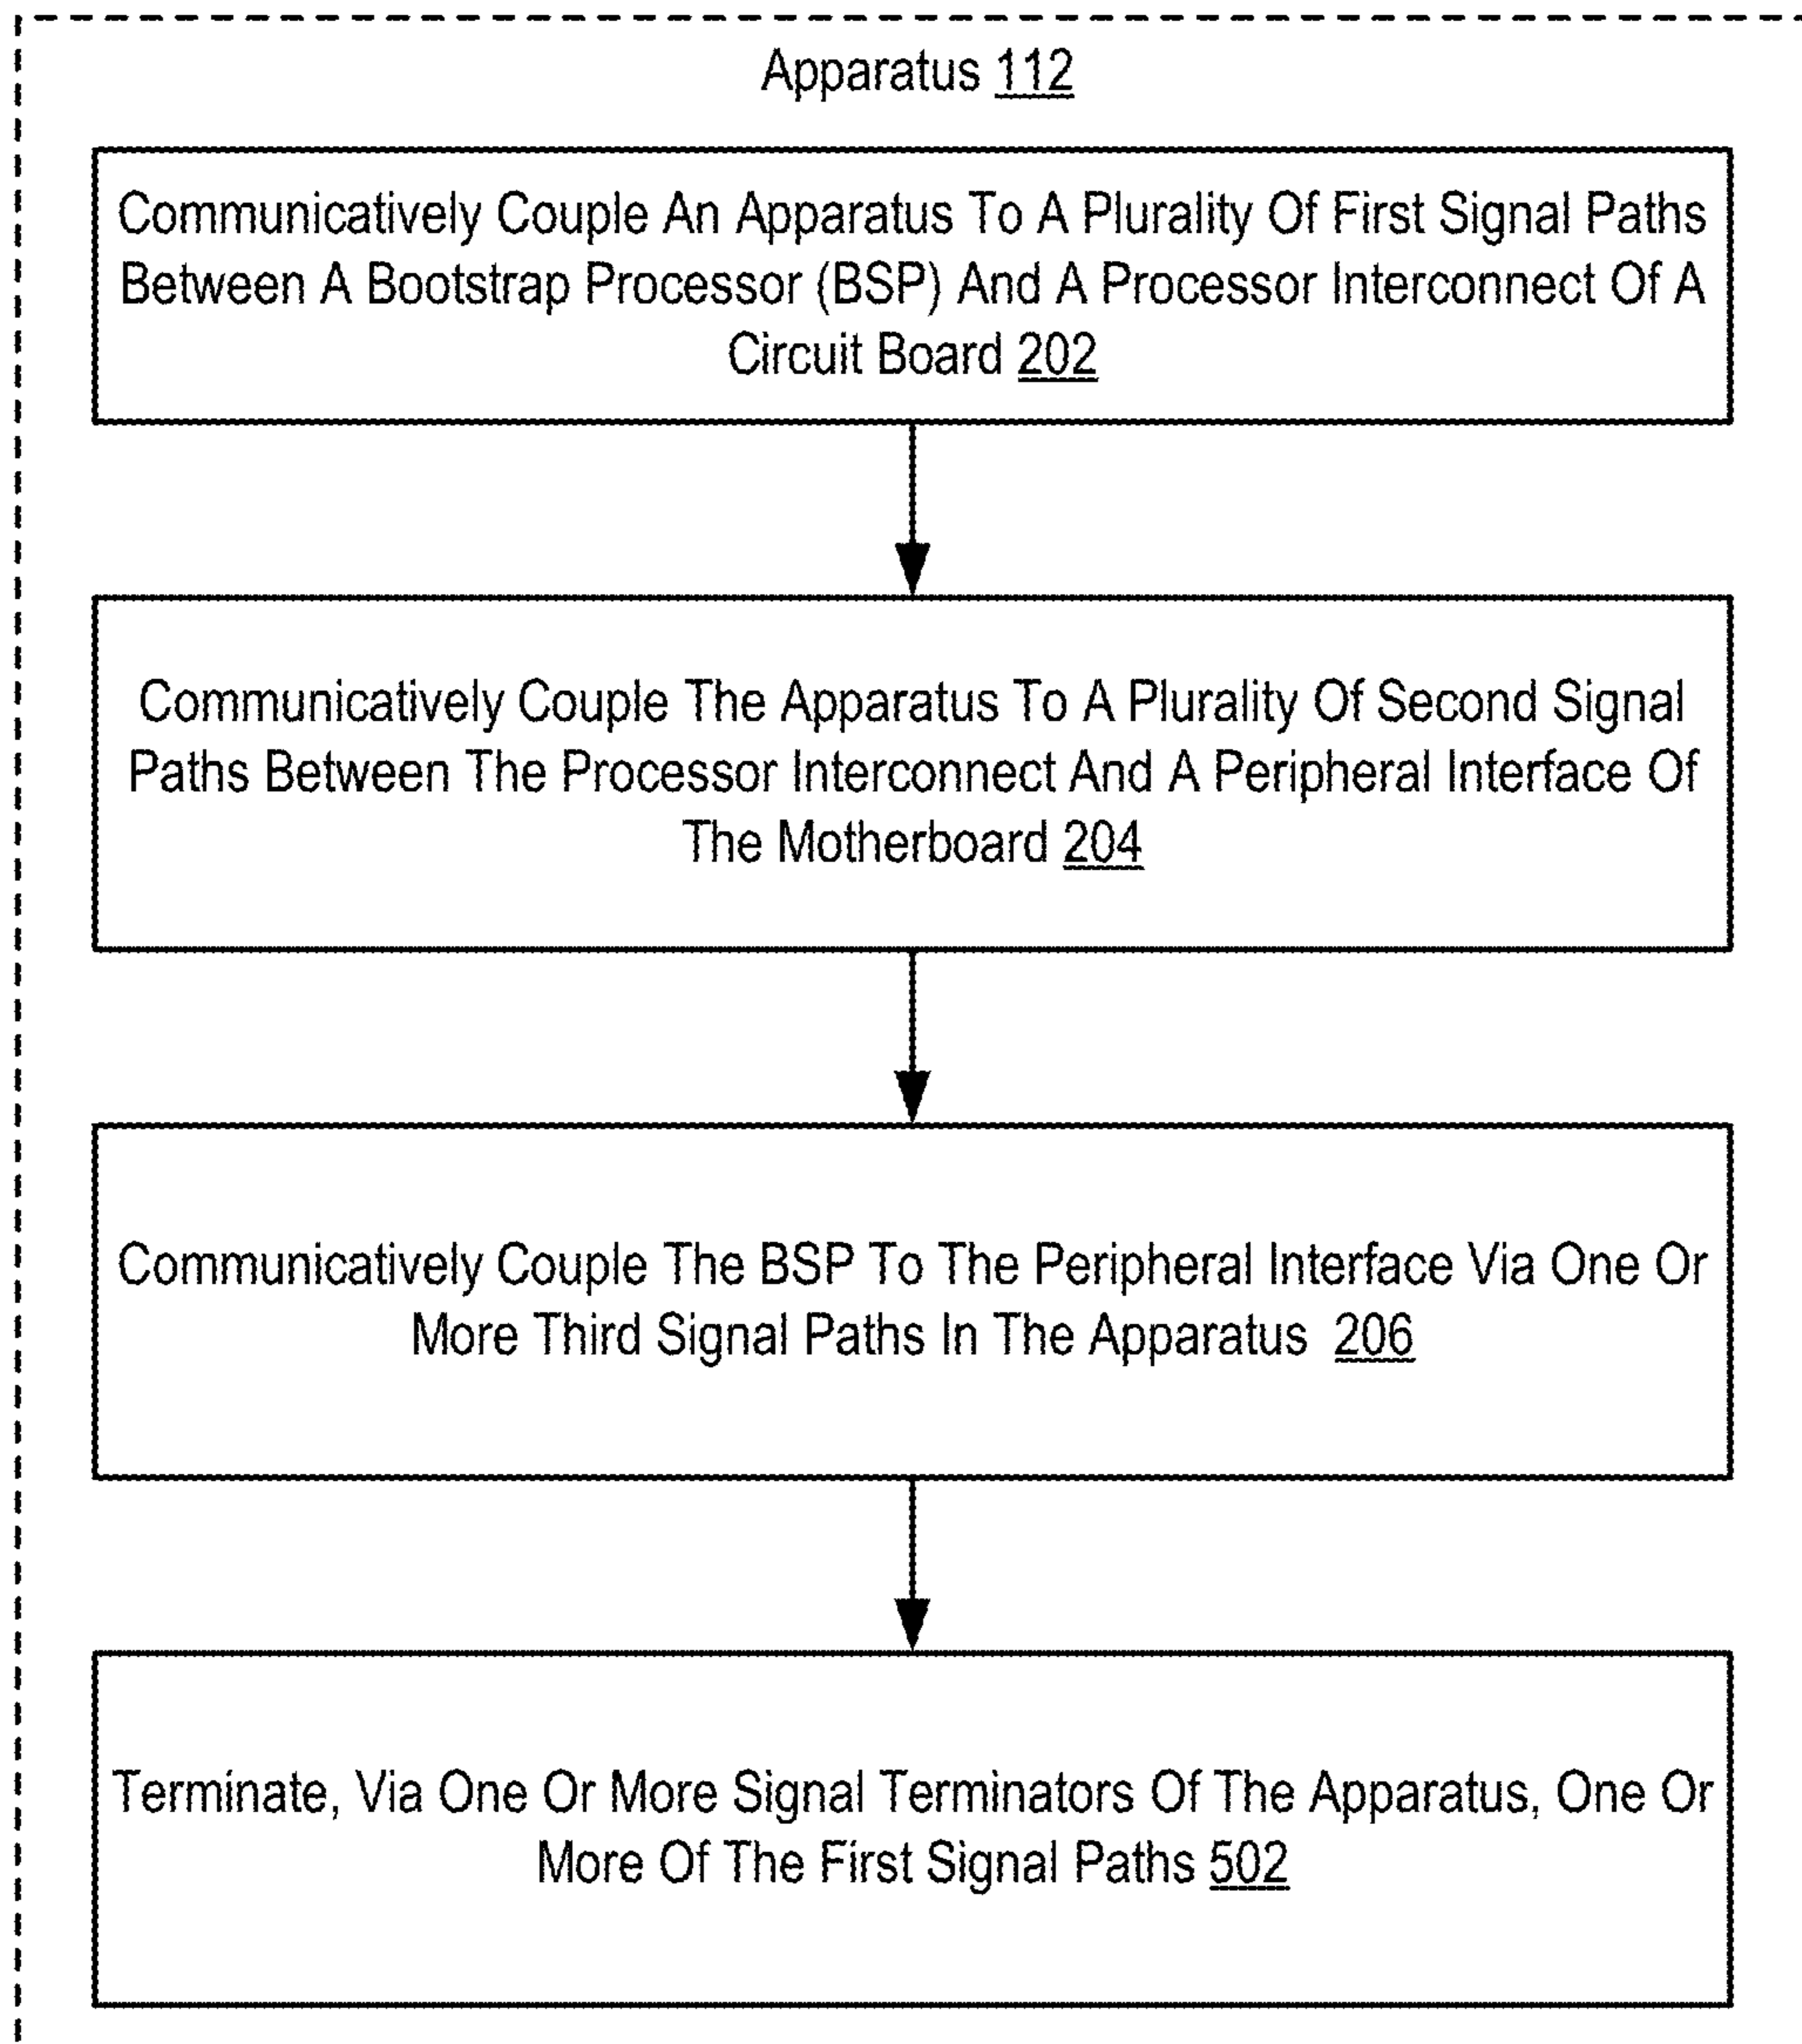 Apparatus 112
Communicatively Couple An Apparatus To A Plurality Of First Signal Paths
Between A Bootstrap Processor (BSP) And A Processor Interconnect Of A
Circuit Board 202
Communicatively Couple The Apparatus To A Plurality Of Second Signal
Paths Between The Processor Interconnect And A Peripheral Interface Of
The Motherboard 204
Communicatively Couple The BSP To The Peripheral Interface Via One Or
More Third Signal Paths In The Apparatus 206
Terminate, Via One Or More Signal Terminators Of The Apparatus, One Or
More Of The First Signal Paths 502